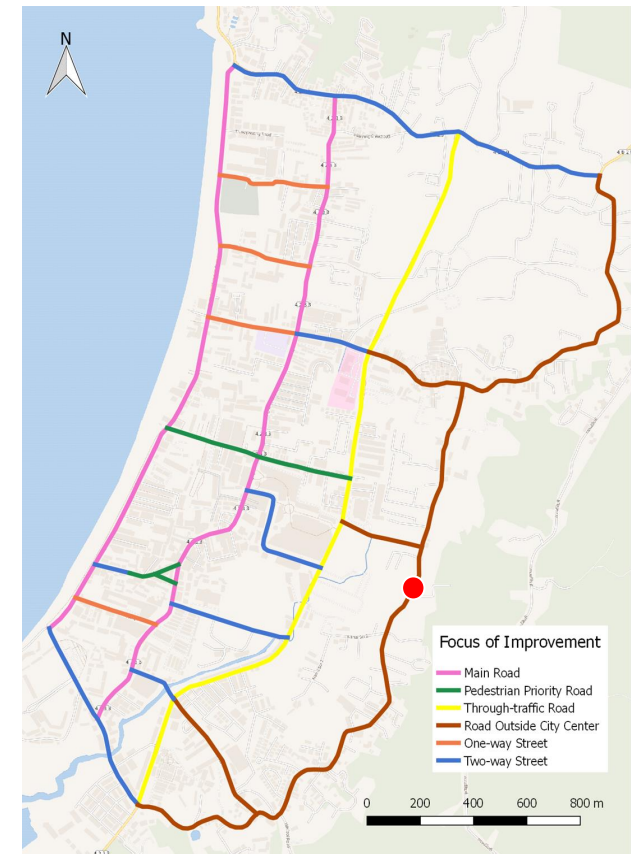 N
Focus of Improvement
Main Road
Pedestrian Priority Road
Through-traffic Road
Road Outside City Center
One-way Street
Two-way Street
0 200 400 600 800 m